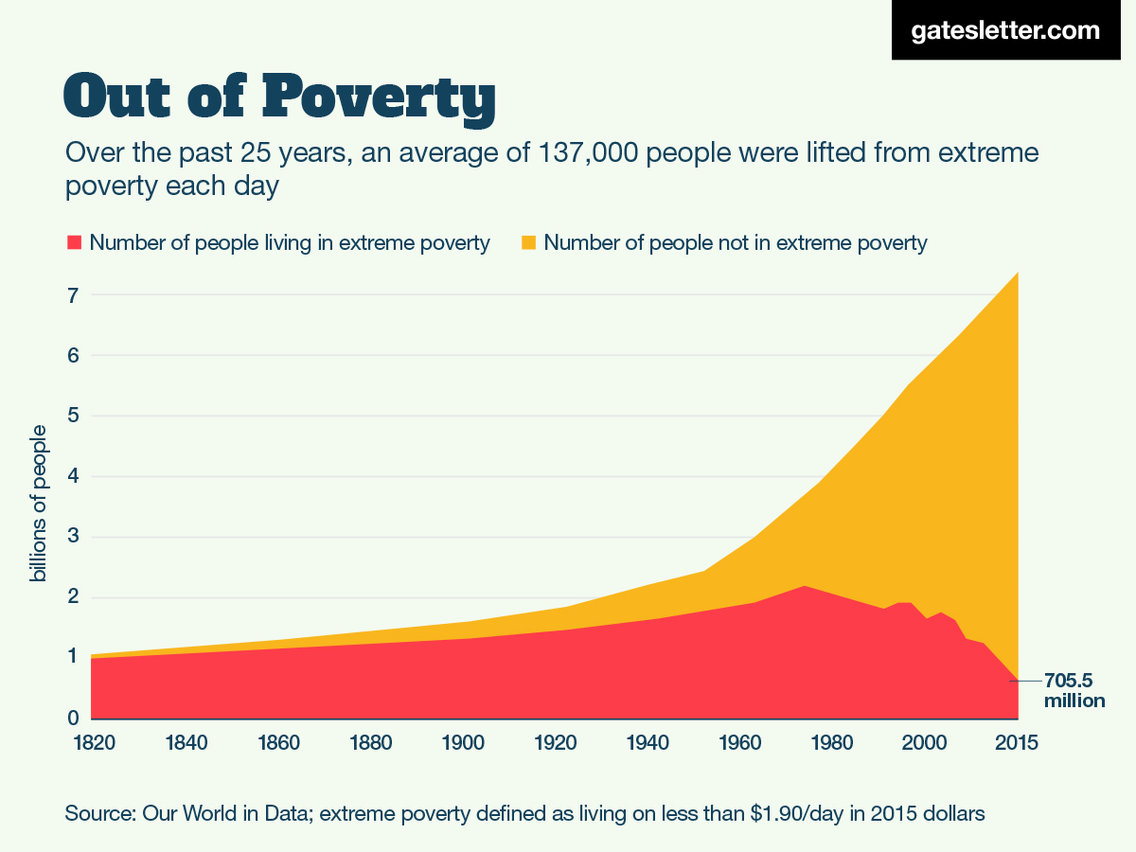 gatesletter.com
Out of Poverty
Over the past 25 years, an average of 137,000 people were lifted from extreme
poverty each day
Number of people living in extreme poverty
Number of people not in extreme poverty
7
6
5
4
3
2
1
0
billions of people
705.5
million
1820 1840 1860 1880 1900 1920 1940 1960 1980 2000 2015
Source: Our World in Data; extreme poverty defined as living on less than $1.90/day in 2015 dollars